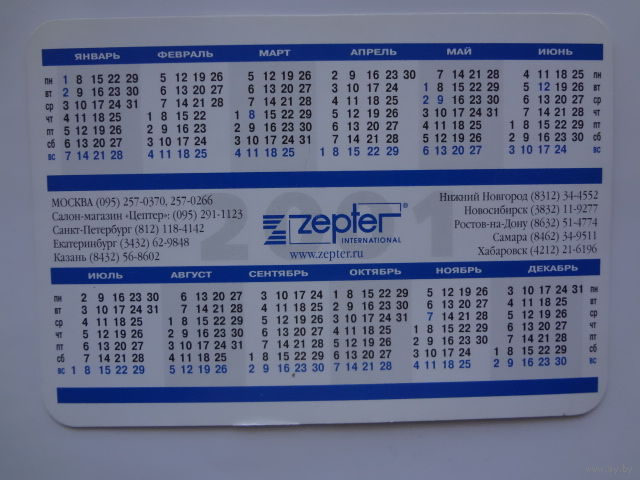 ЯНВАРЬ ФЕВРАЛЬ МАРТ АПРЕЛЬ МАЙ ИЮНЬ
пн 1 8 15 22 29 5 12 19 26 5 12 19 26 2 9 16 23 30 7 14 21 28 4 11 18 25 пн
вт 2 9 16 23 30 6 13 20 27 6 13 20 27 3 10 17 24 1 8 15 22 29 5 12 19 26 вт
ср 3 10 17 24 31 7 14 21 28 7 14 21 28 4 11 18 25 2 9 16 23 30 6 13 20 27 ср
чт 4 11 18 25 1 8 15 22 1 8 15 22 29 5 12 19 26 3 10 17 24 31 7 14 21 28 чт
пт 5 12 19 26 2 9 16 23 2 9 16 23 30 6 13 20 27 4 11 18 25 1 8 15 22 29 пт
сб 6 13 20 27 3 10 17 24 3 10 17 24 31 7 14 21 28 5 12 19 26 2 9 16 23 30 сб
вс 7 14 21 28 4 11 18 25 4 11 18 25 1 8 15 22 29 6 13 20 27 3 10 17 24 вс
2001
МОСКВА (095) 257-0370, 257-0266
Салон-магазин «Цептер»: (095) 291-1123
Санкт-Петербург (812) 118-4142
Екатеринбург (3432) 62-9848
Казань (8432) 56-8602
zepter®
INTERNATIONAL
www.zepter.ru
Нижний Новгород (8312) 34-4552
Новосибирск (3832) 11-9277
Ростов-на-Дону (8632) 51-4774
Самара (8462) 34-9511
Хабаровск (4212) 21-6196
ИЮЛЬ АВГУСТ СЕНТЯБРЬ ОКТЯБРЬ НОЯБРЬ ДЕКАБРЬ
пн 2 9 16 23 30 6 13 20 27 3 10 17 24 1 8 15 22 29 5 12 19 26 3 10 17 24 31 пн
вт 3 10 17 24 31 7 14 21 28 4 11 18 25 2 9 16 23 30 6 13 20 27 4 11 18 25 вт
ср 4 11 18 25 1 8 15 22 29 5 12 19 26 3 10 17 24 31 7 14 21 28 5 12 19 26 ср
чт 5 12 19 26 2 9 16 23 30 6 13 20 27 4 11 18 25 1 8 15 22 29 6 13 20 27 чт
пт 6 13 20 27 3 10 17 24 31 7 14 21 28 5 12 19 26 2 9 16 23 30 7 14 21 28 пт
сб 7 14 21 28 4 11 18 25 1 8 15 22 29 6 13 20 27 3 10 17 24 1 8 15 22 29 сб
вс 1 8 15 22 29 5 12 19 26 2 9 16 23 30 7 14 21 28 4 11 18 25 2 9 16 23 30 вс
www.ay.by